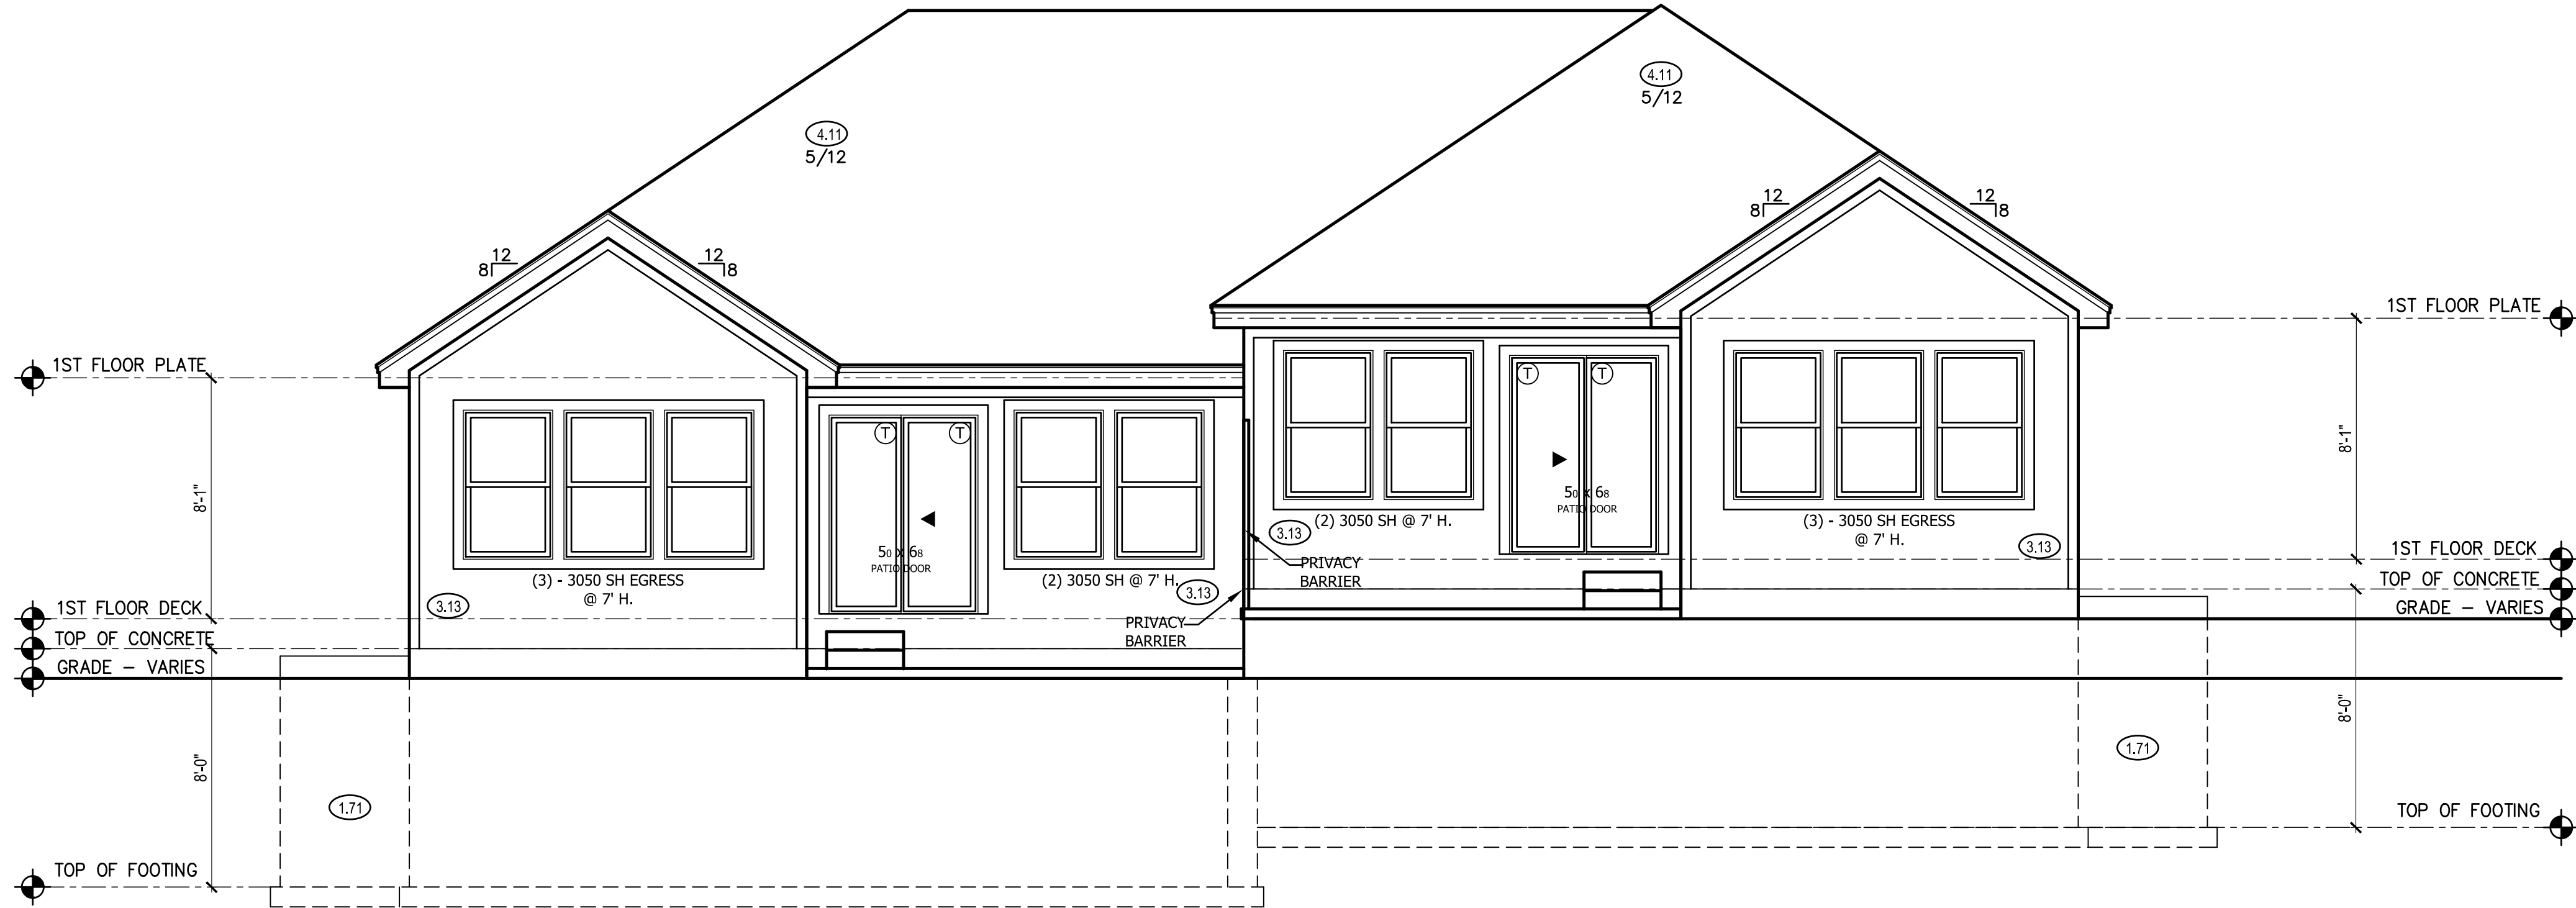 4.11
5/12
4.11
5/12
12
8
12
8
12
8
12
8
1ST FLOOR PLATE
1ST FLOOR PLATE
T
T
T
T
8'-1"
8'-1"
50 x 68
PATIO DOOR
50 x 68
PATIO DOOR
(2) 3050 SH @ 7' H.
(3) - 3050 SH EGRESS
@ 7' H.
3.13
3.13
PRIVACY
BARRIER
(3) - 3050 SH EGRESS
@ 7' H.
(2) 3050 SH @ 7' H.
3.13
3.13
PRIVACY
BARRIER
1ST FLOOR DECK
TOP OF CONCRETE
GRADE - VARIES
1ST FLOOR DECK
TOP OF CONCRETE
GRADE - VARIES
8'-0"
8'-0"
1.71
1.71
TOP OF FOOTING
TOP OF FOOTING